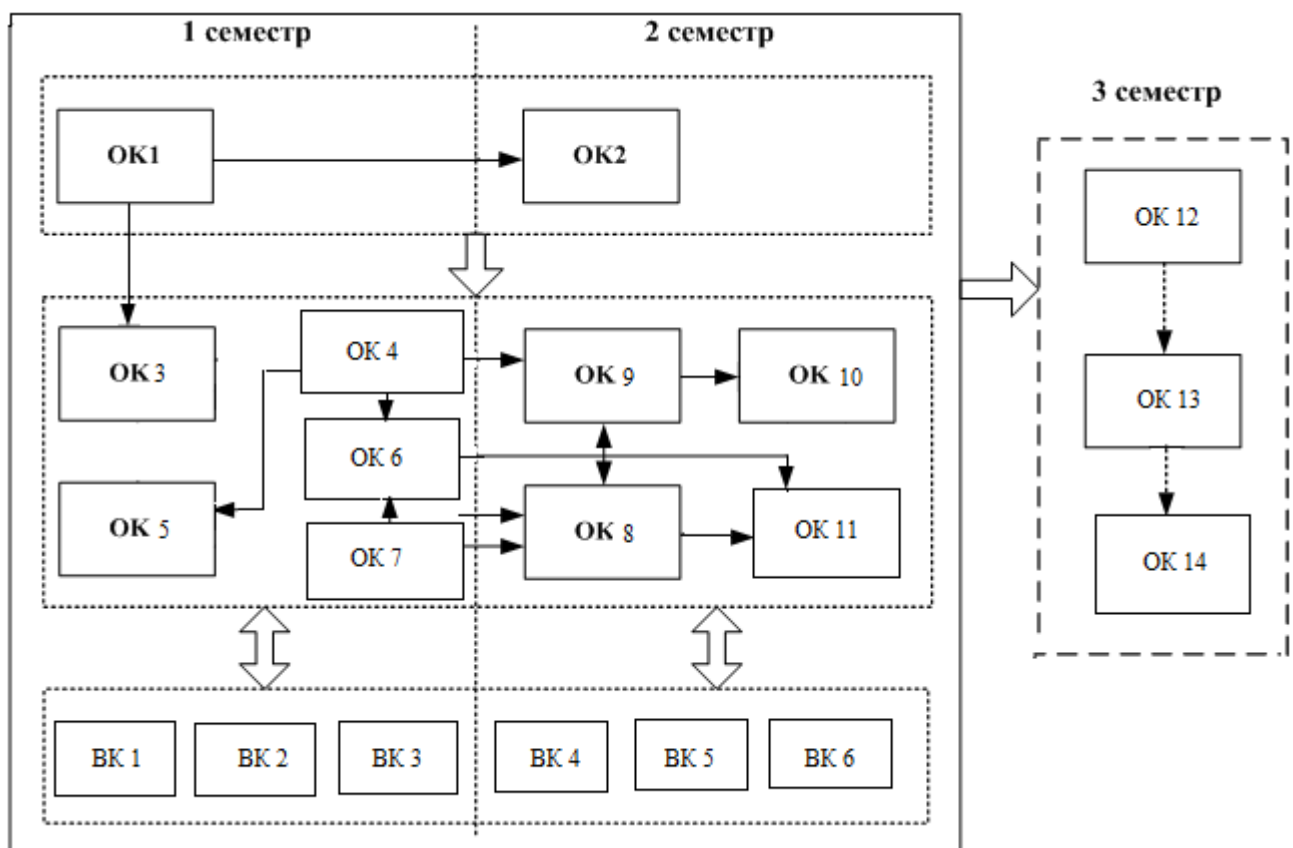 1 семестр
2 семестр
3 семестр
ОК1
ОК2
ОК 12
ОК 3
ОК 4
ОК 9
ОК 10
ОК 13
ОК 6
ОК 5
ОК 7
ОК 8
ОК 11
ОК 14
ВК 1
ВК 2
ВК 3
ВК 4
ВК 5
ВК 6